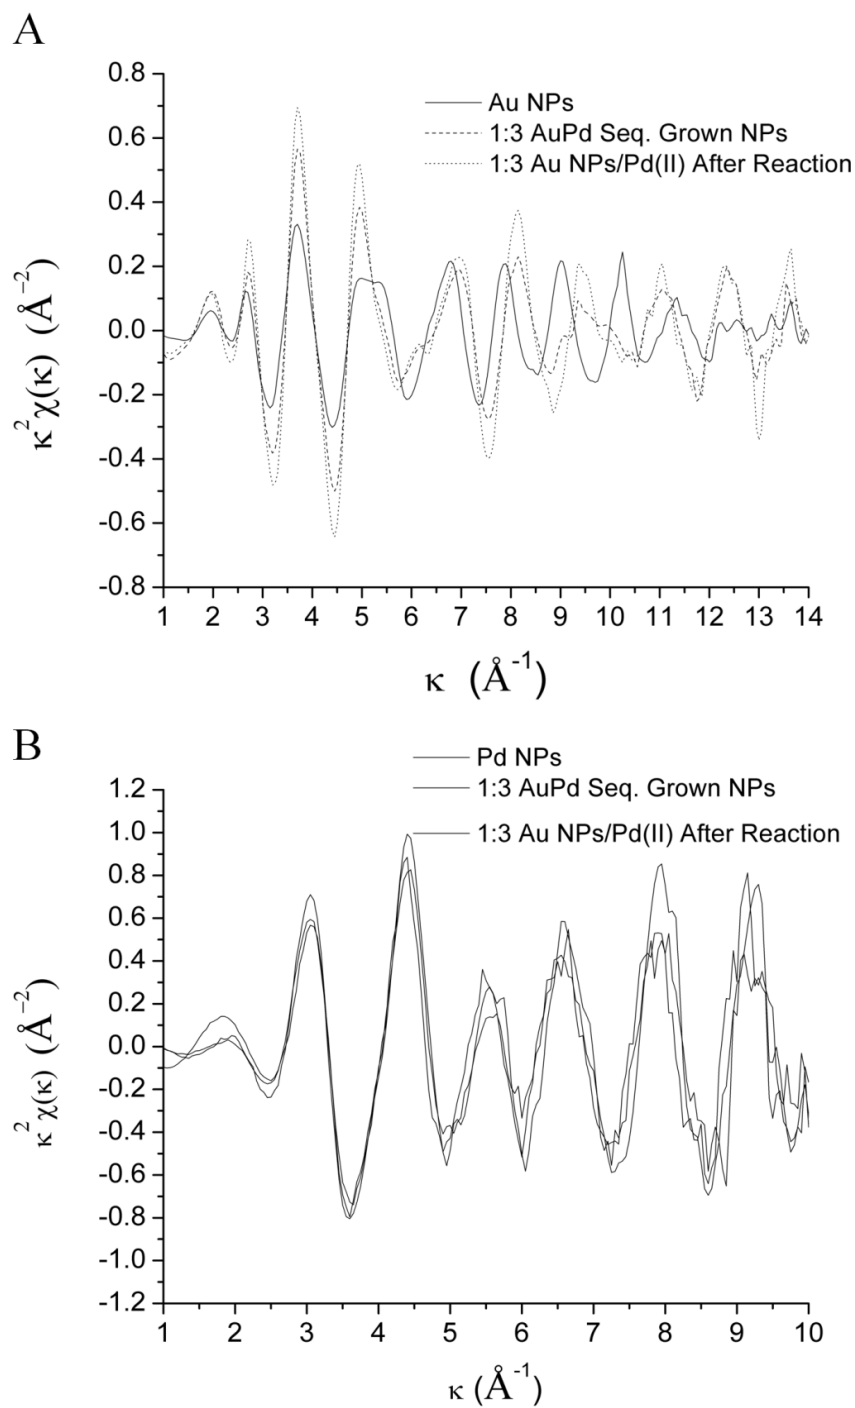 A
0.8
0.6
0.4
0.2
0.0
-0.2
-0.4
-0.6
-0.8
κ²χ(κ) (Å⁻²)
Au NPs
1:3 AuPd Seq. Grown NPs
1:3 Au NPs/Pd(II) After Reaction
1 2 3 4 5 6 7 8 9 10 11 12 13 14
κ (Å⁻¹)
B
1.2
1.0
0.8
0.6
0.4
0.2
0.0
-0.2
-0.4
-0.6
-0.8
-1.0
-1.2
κ²χ(κ) (Å⁻²)
Pd NPs
1:3 AuPd Seq. Grown NPs
1:3 Au NPs/Pd(II) After Reaction
1 2 3 4 5 6 7 8 9 10
κ (Å⁻¹)